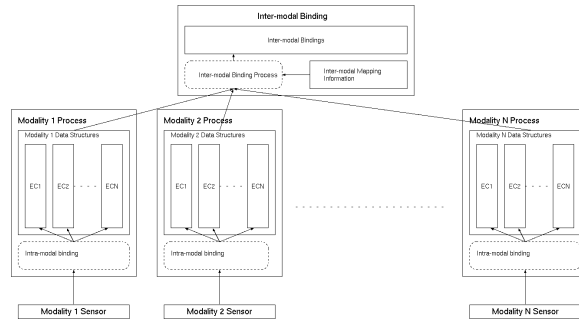 Inter-modal Binding
Inter-modal Bindings
Inter-modal Binding Process
Inter-modal Mapping
Information
Modality 1 Process
Modality 1 Data Structures
EC1
EC2
ECN
Intra-modal binding
Modality 1 Sensor
Modality 2 Process
Modality 2 Data Structures
EC1
EC2
ECN
Intra-modal binding
Modality 2 Sensor
Modality N Process
Modality N Data Structures
EC1
EC2
ECN
Intra-modal binding
Modality N Sensor